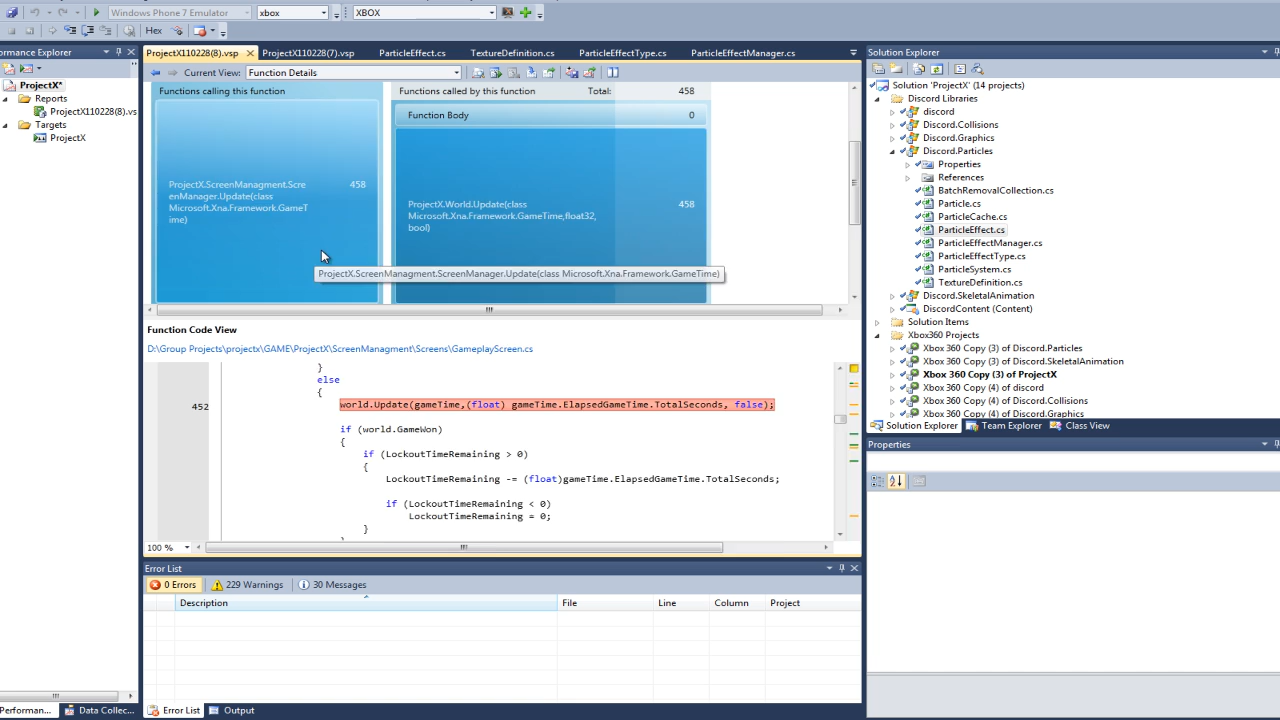 Windows Phone 7 Emulator
xbox
XBOX
Hex
rmance Explorer
ProjectX*
Reports
ProjectX110228(8).vs
Targets
ProjectX
ProjectX110228(8).vsp
ProjectX110228(7).vsp
ParticleEffect.cs
TextureDefinition.cs
ParticleEffectType.cs
ParticleEffectManager.cs
Current View:
Function Details
Functions calling this function
Functions called by this function
Total:
458
Function Body
0
ProjectX.ScreenManagment.Scre
enManager.Update(class
Microsoft.Xna.Framework.GameT
ime)
458
ProjectX.World.Update(class
Microsoft.Xna.Framework.GameTime,float32,
bool)
458
ProjectX.ScreenManagment.ScreenManager.Update(class Microsoft.Xna.Framework.GameTime)
Function Code View
D:\Group Projects\projectx\GAME\ProjectX\ScreenManagment\Screens\GameplayScreen.cs
}
else
{
452
world.Update(gameTime,(float) gameTime.ElapsedGameTime.TotalSeconds, false);
if (world.GameWon)
{
if (LockoutTimeRemaining > 0)
{
LockoutTimeRemaining -= (float)gameTime.ElapsedGameTime.TotalSeconds;
if (LockoutTimeRemaining < 0)
LockoutTimeRemaining = 0;
}
100 %
Error List
0 Errors
229 Warnings
30 Messages
Description
File
Line
Column
Project
Performan...
Data Collec...
Error List
Output
Solution Explorer
Solution 'ProjectX' (14 projects)
Discord Libraries
discord
Discord.Collisions
Discord.Graphics
Discord.Particles
Properties
References
BatchRemovalCollection.cs
Particle.cs
ParticleCache.cs
ParticleEffect.cs
ParticleEffectManager.cs
ParticleEffectType.cs
ParticleSystem.cs
TextureDefinition.cs
Discord.SkeletalAnimation
DiscordContent (Content)
Solution Items
Xbox360 Projects
Xbox 360 Copy (3) of Discord.Particles
Xbox 360 Copy (3) of Discord.SkeletalAnimation
Xbox 360 Copy (3) of ProjectX
Xbox 360 Copy (4) of discord
Xbox 360 Copy (4) of Discord.Collisions
Xbox 360 Copy (4) of Discord.Graphics
Solution Explorer
Team Explorer
Class View
Properties